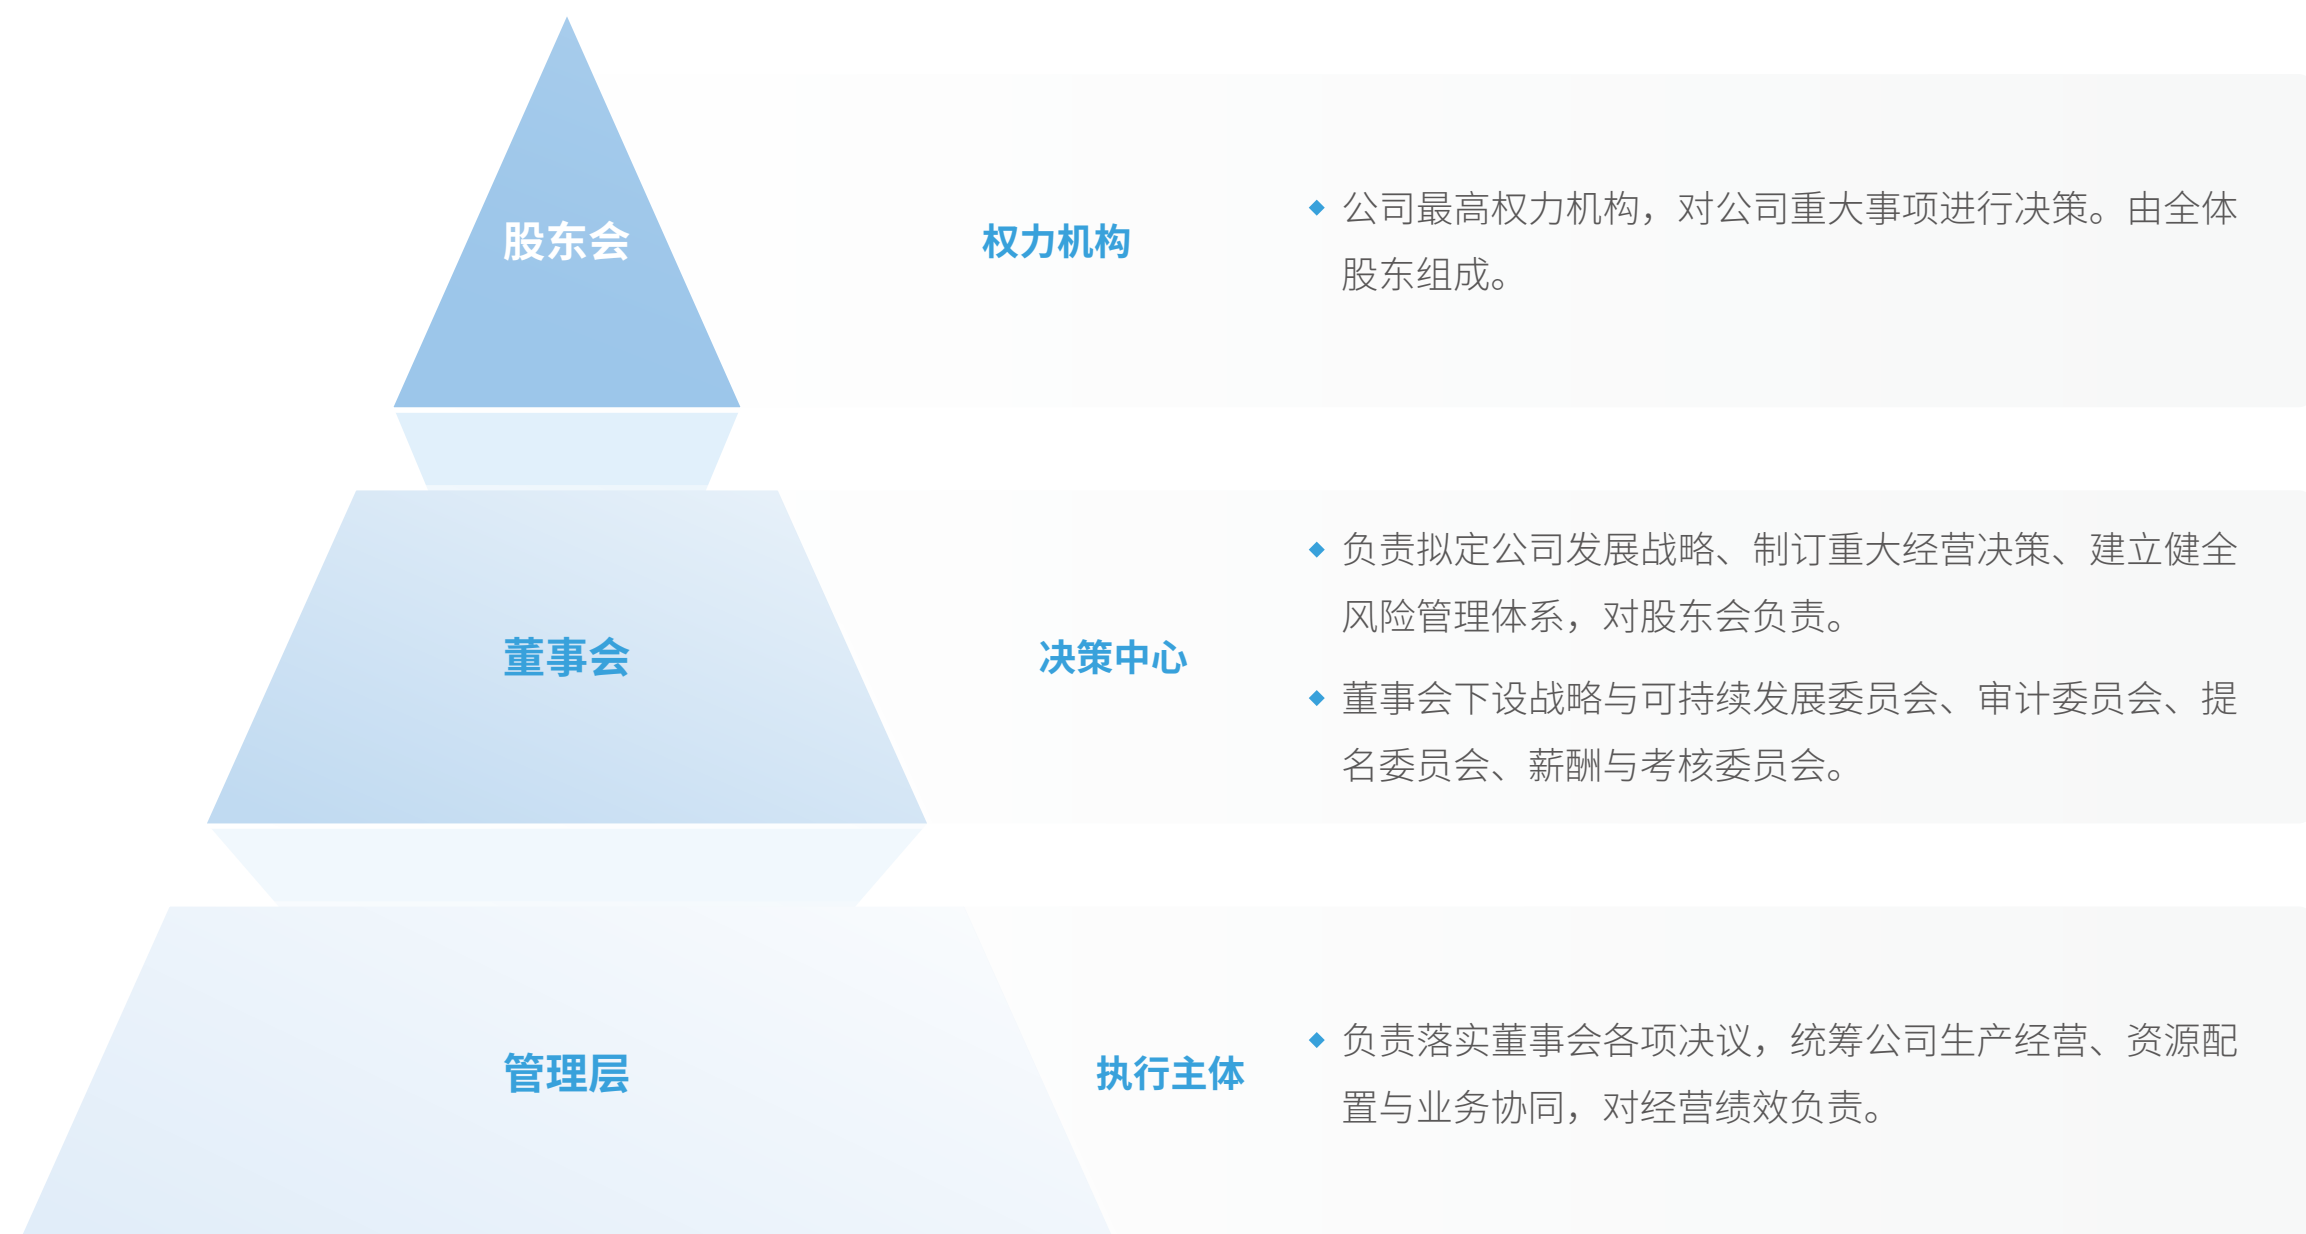 股东会
权力机构
公司最高权力机构，对公司重大事项进行决策。由全体
股东组成。
董事会
决策中心
负责拟定公司发展战略、制订重大经营决策、建立健全
风险管理体系，对股东会负责。
董事会下设战略与可持续发展委员会、审计委员会、提
名委员会、薪酬与考核委员会。
管理层
执行主体
负责落实董事会各项决议，统筹公司生产经营、资源配
置与业务协同，对经营绩效负责。